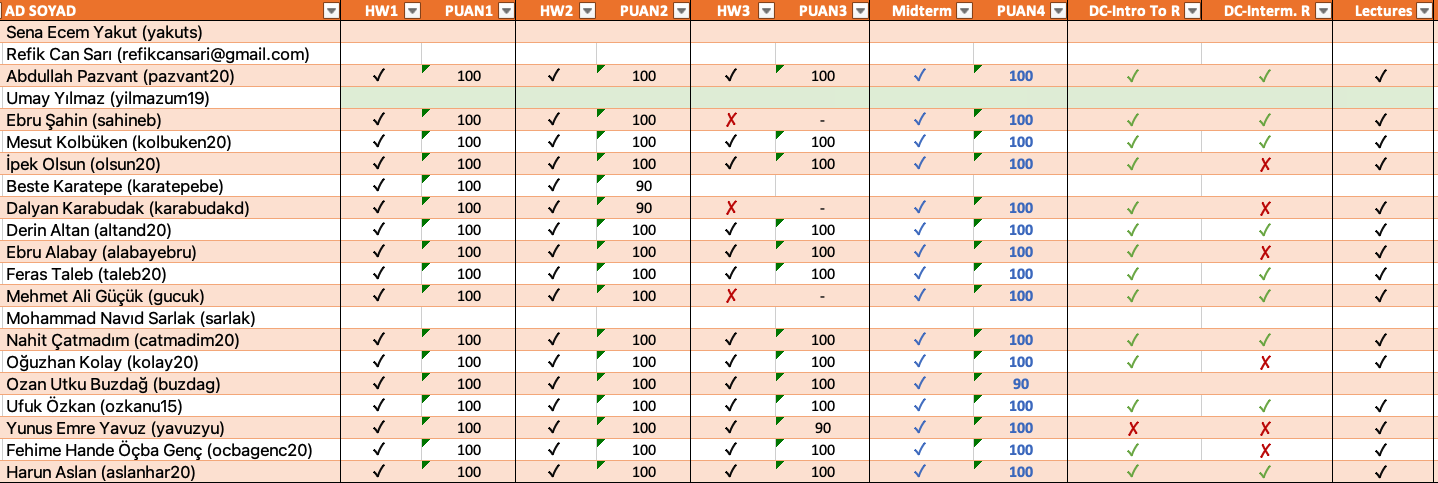 AD SOYAD HW1 PUAN1 HW2 PUAN2 HW3 PUAN3 Midterm PUAN4 DC-Intro To R DC-Interm. R Lectures
Sena Ecem Yakut (yakuts)
Refik Can Sarı (refikcansari@gmail.com)
Abdullah Pazvant (pazvant20) ✓ 100 ✓ 100 ✓ 100 ✓ 100 ✓ ✓ ✓
Umay Yılmaz (yilmazum19)
Ebru Şahin (sahineb) ✓ 100 ✓ 100 ✗ - ✓ 100 ✓ ✓ ✓
Mesut Kolbüken (kolbuken20) ✓ 100 ✓ 100 ✓ 100 ✓ 100 ✓ ✓ ✓
İpek Olsun (olsun20) ✓ 100 ✓ 100 ✓ 100 ✓ 100 ✓ ✗ ✓
Beste Karatepe (karatepebe) ✓ 100 ✓ 90
Dalyan Karabudak (karabudakd) ✓ 100 ✓ 90 ✗ - ✓ 100 ✓ ✗ ✓
Derin Altan (altand20) ✓ 100 ✓ 100 ✓ 100 ✓ 100 ✓ ✓ ✓
Ebru Alabay (alabayebru) ✓ 100 ✓ 100 ✓ 100 ✓ 100 ✓ ✗ ✓
Feras Taleb (taleb20) ✓ 100 ✓ 100 ✓ 100 ✓ 100 ✓ ✓ ✓
Mehmet Ali Güçük (gucuk) ✓ 100 ✓ 100 ✗ - ✓ 100 ✓ ✓ ✓
Mohammad Navıd Sarlak (sarlak)
Nahit Çatmadım (catmadim20) ✓ 100 ✓ 100 ✓ 100 ✓ 100 ✓ ✓ ✓
Oğuzhan Kolay (kolay20) ✓ 100 ✓ 100 ✓ 100 ✓ 100 ✓ ✗ ✓
Ozan Utku Buzdağ (buzdag) ✓ 100 ✓ 100 ✓ 100 ✓ 90
Ufuk Özkan (ozkanu15) ✓ 100 ✓ 100 ✓ 100 ✓ 100 ✓ ✓ ✓
Yunus Emre Yavuz (yavuzyu) ✓ 100 ✓ 100 ✓ 90 ✓ 100 ✗ ✗ ✓
Fehime Hande Öçba Genç (ocbagenc20) ✓ 100 ✓ 100 ✓ 100 ✓ 100 ✓ ✗ ✓
Harun Aslan (aslanhar20) ✓ 100 ✓ 100 ✓ 100 ✓ 100 ✓ ✓ ✓